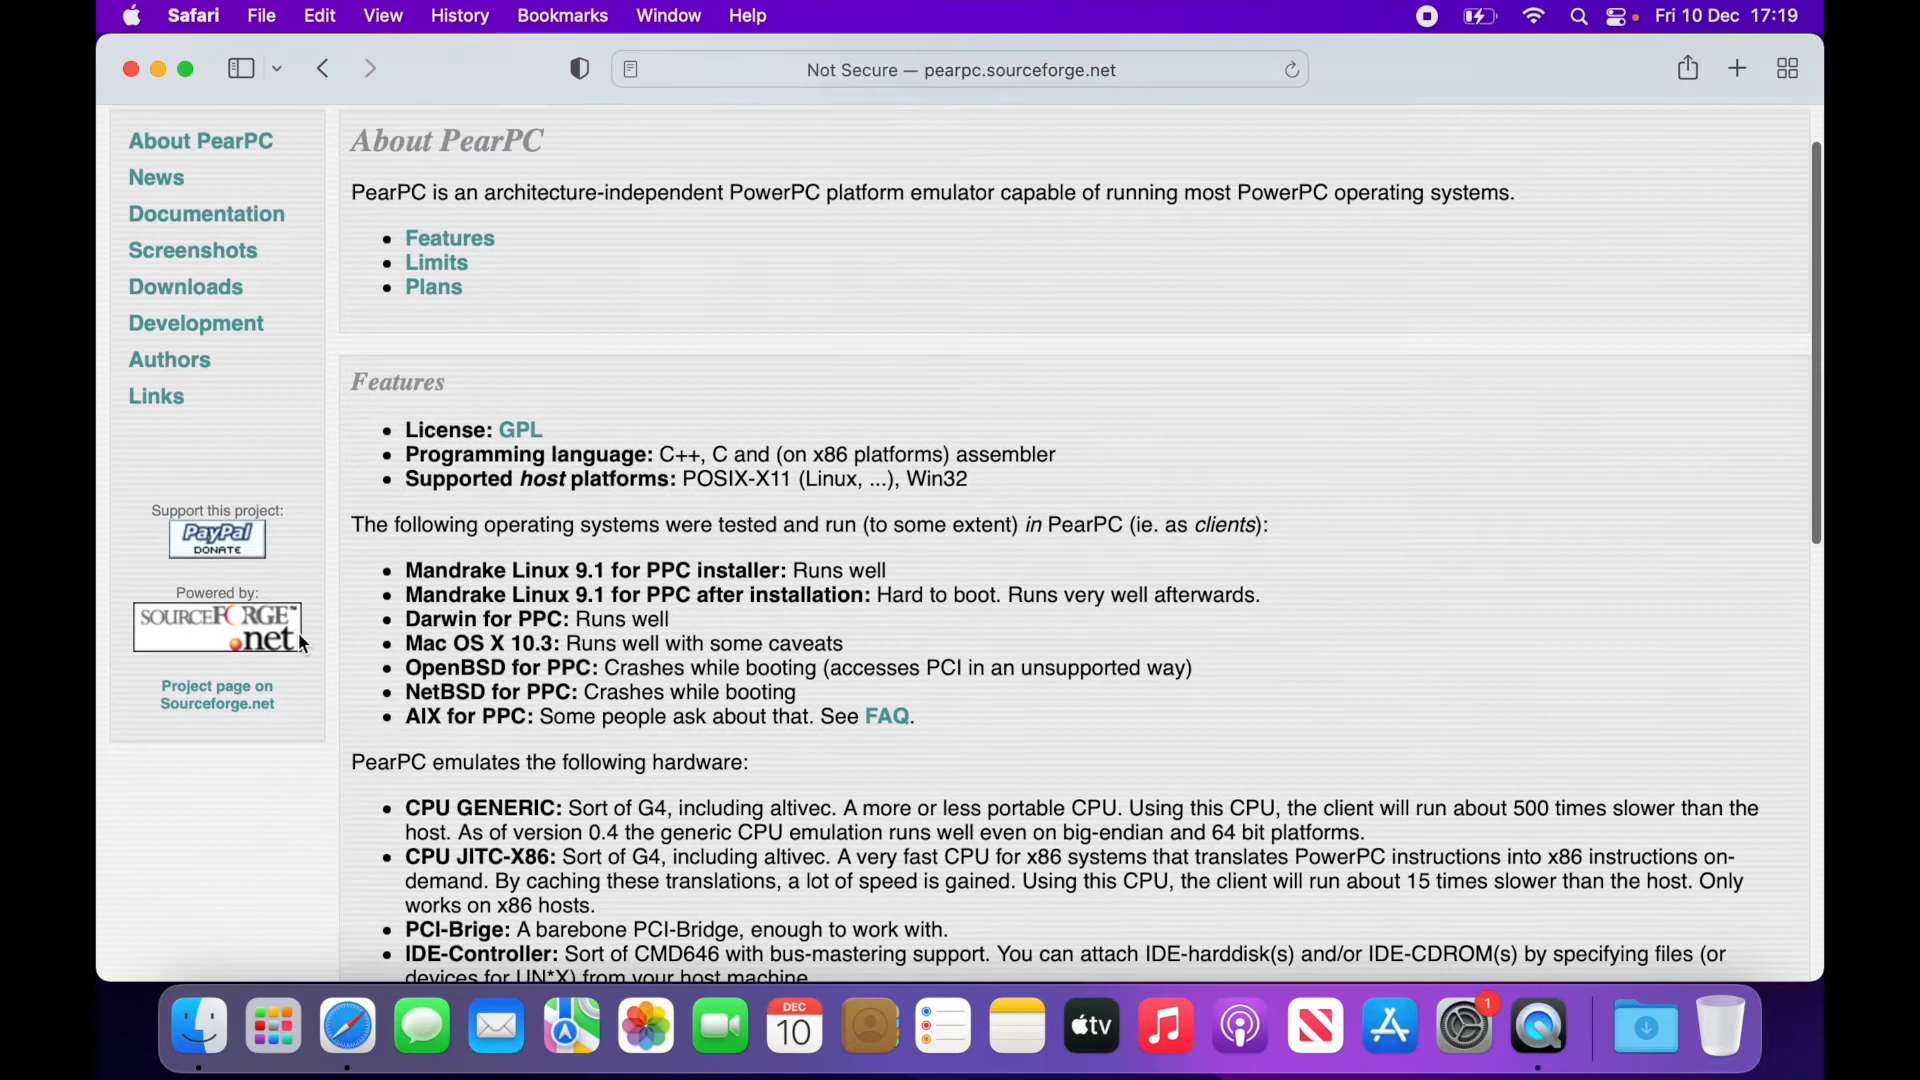 Safari File Edit View History Bookmarks Window Help Fri 10 Dec 17:19
Not Secure — pearpc.sourceforge.net
About PearPC
News
Documentation
Screenshots
Downloads
Development
Authors
Links
Support this project:
PayPal
DONATE
Powered by:
SOURCEFORGE™
.net
Project page on
Sourceforge.net
About PearPC
PearPC is an architecture-independent PowerPC platform emulator capable of running most PowerPC operating systems.
• Features
• Limits
• Plans
Features
• License: GPL
• Programming language: C++, C and (on x86 platforms) assembler
• Supported host platforms: POSIX-X11 (Linux, ...), Win32
The following operating systems were tested and run (to some extent) in PearPC (ie. as clients):
• Mandrake Linux 9.1 for PPC installer: Runs well
• Mandrake Linux 9.1 for PPC after installation: Hard to boot. Runs very well afterwards.
• Darwin for PPC: Runs well
• Mac OS X 10.3: Runs well with some caveats
• OpenBSD for PPC: Crashes while booting (accesses PCI in an unsupported way)
• NetBSD for PPC: Crashes while booting
• AIX for PPC: Some people ask about that. See FAQ.
PearPC emulates the following hardware:
• CPU GENERIC: Sort of G4, including altivec. A more or less portable CPU. Using this CPU, the client will run about 500 times slower than the
host. As of version 0.4 the generic CPU emulation runs well even on big-endian and 64 bit platforms.
• CPU JITC-X86: Sort of G4, including altivec. A very fast CPU for x86 systems that translates PowerPC instructions into x86 instructions on-
demand. By caching these translations, a lot of speed is gained. Using this CPU, the client will run about 15 times slower than the host. Only
works on x86 hosts.
• PCI-Brige: A barebone PCI-Bridge, enough to work with.
• IDE-Controller: Sort of CMD646 with bus-mastering support. You can attach IDE-harddisk(s) and/or IDE-CDROM(s) by specifying files (or
devices for UN*X) from your host machine.
DEC
10
tv
1